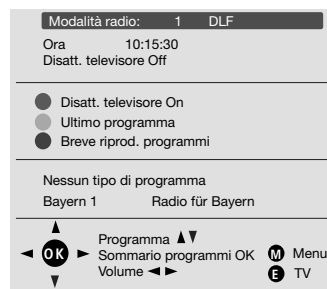 Modalità radio: 1 DLF
Ora 10:15:30
Disatt. televisore Off
Disatt. televisore On
Ultimo programma
Breve riprod. programmi
Nessun tipo di programma
Bayern 1 Radio für Bayern
OK
Programma ▲▼
Sommario programmi OK
Volume ◄ ►
M Menu
E TV